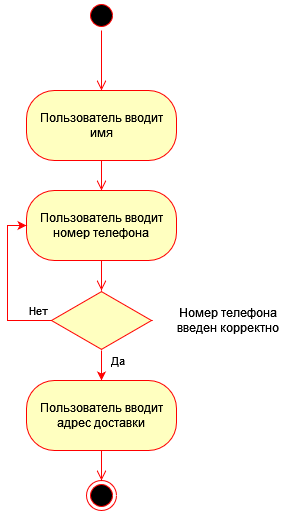 Пользователь вводит
имя
Пользователь вводит
номер телефона
Нет
Номер телефона
введен корректно
Да
Пользователь вводит
адрес доставки